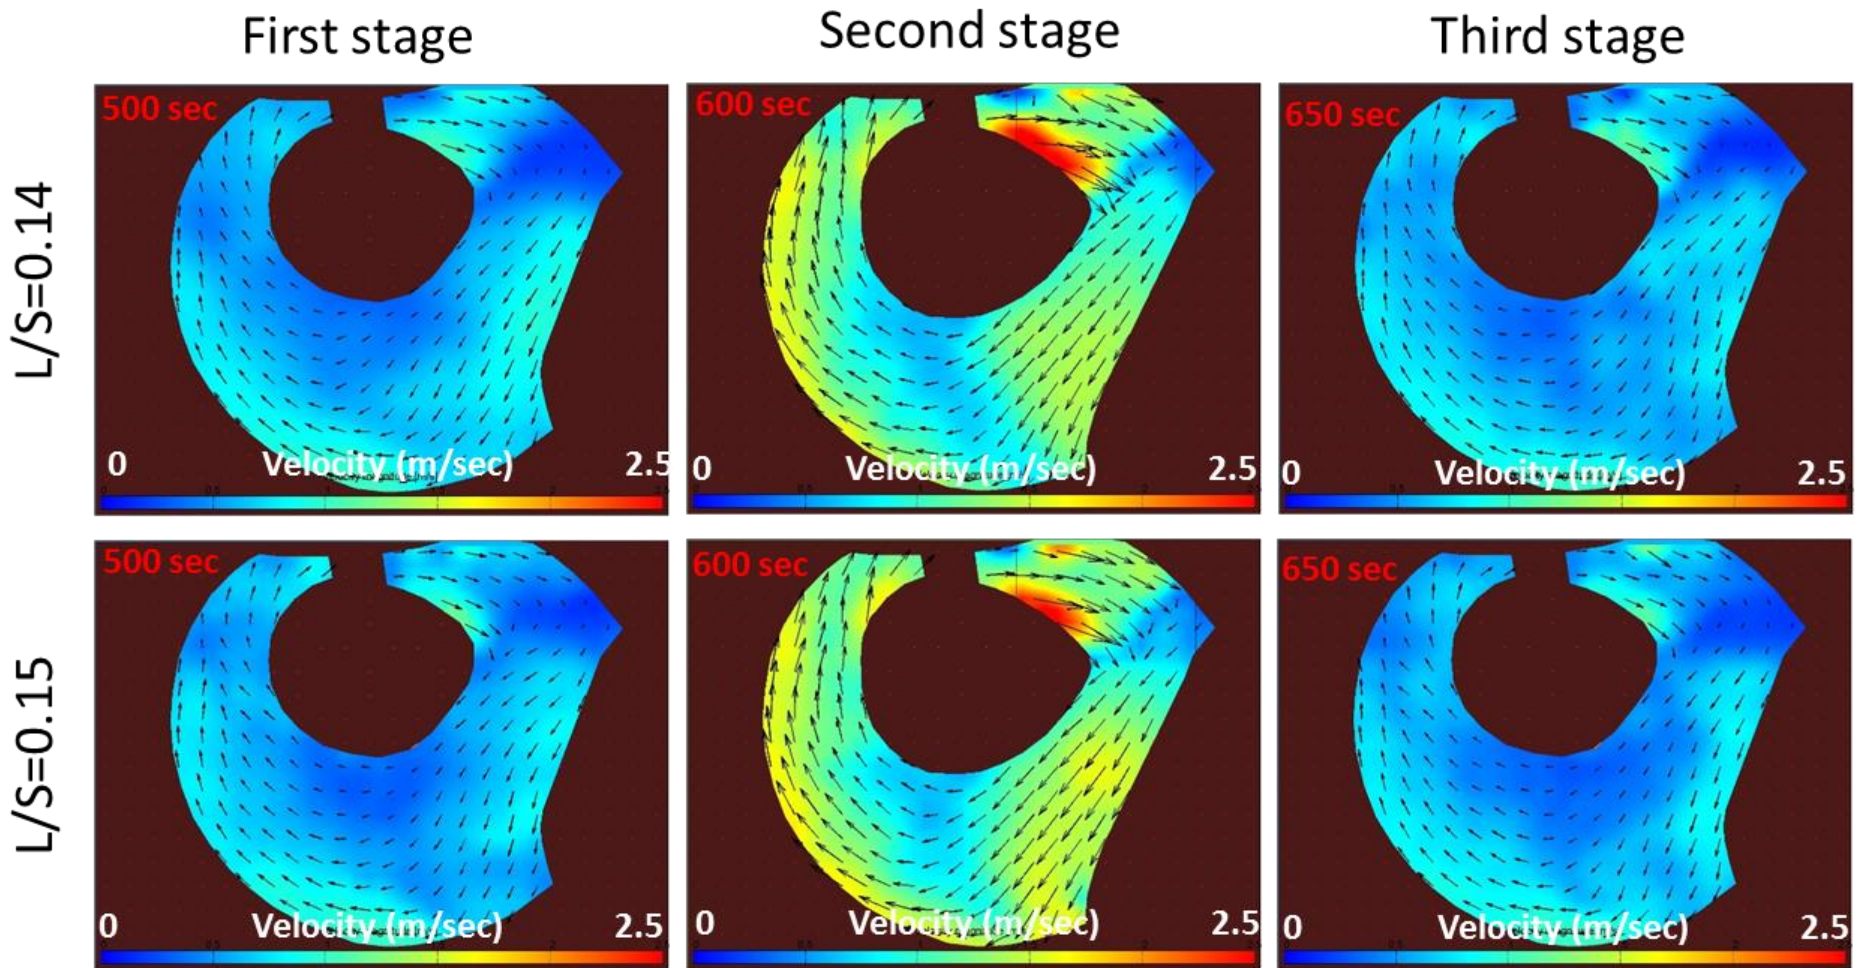 First stage
Second stage
Third stage
L/S=0.14
500 sec
0 Velocity (m/sec) 2.5
600 sec
0 Velocity (m/sec) 2.5
650 sec
0 Velocity (m/sec) 2.5
L/S=0.15
500 sec
0 Velocity (m/sec) 2.5
600 sec
0 Velocity (m/sec) 2.5
650 sec
0 Velocity (m/sec) 2.5